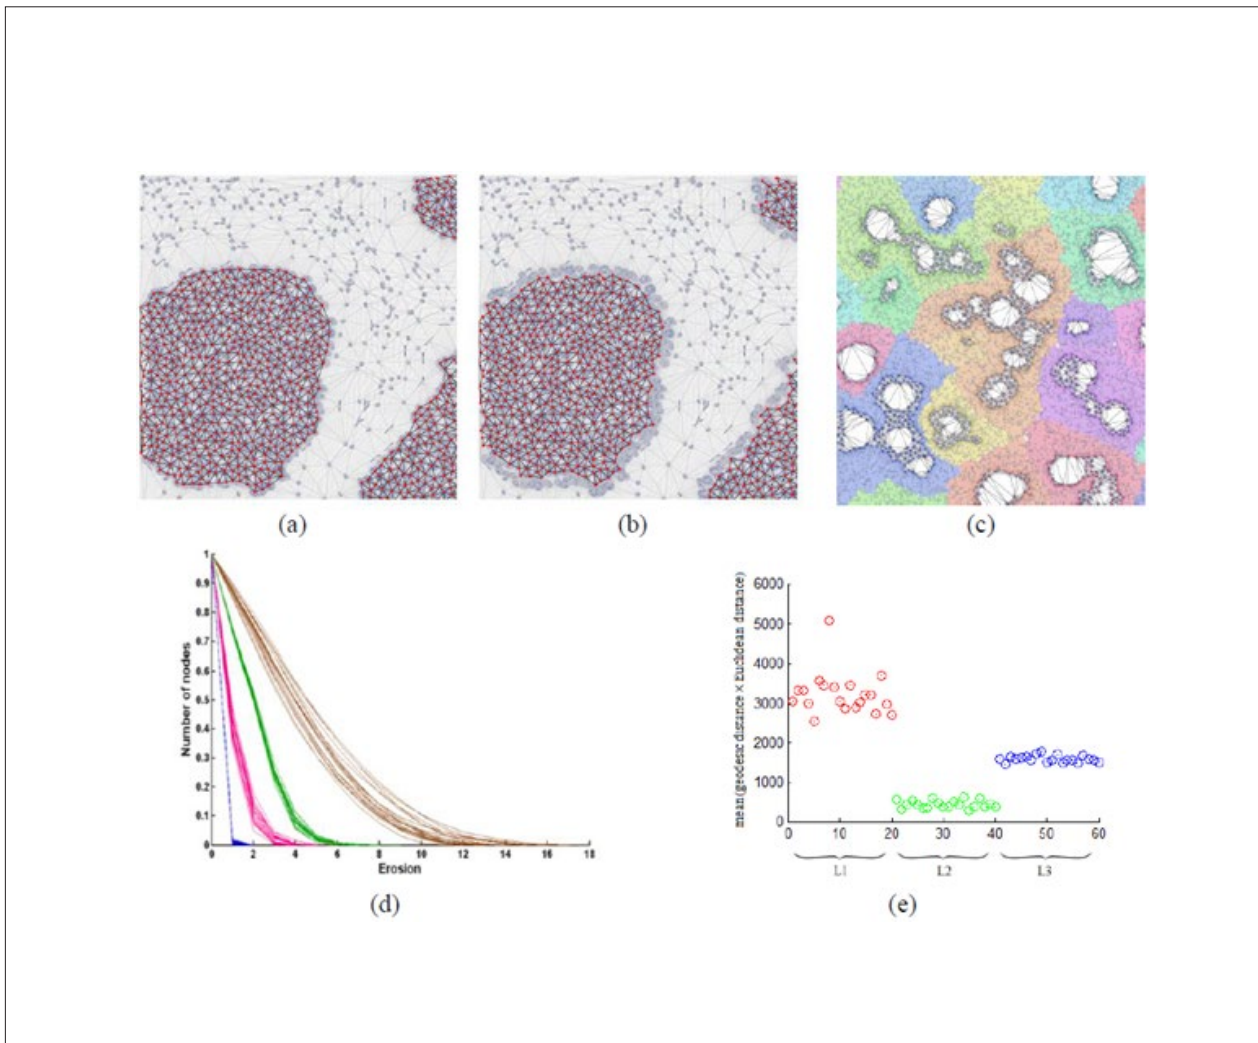 (a)
(b)
(c)
1
0.9
0.8
0.7
0.6
0.5
0.4
0.3
0.2
0.1
0
Number of nodes
0 2 4 6 8 10 12 14 16 18
Erosion
(d)
6000
5000
4000
3000
2000
1000
0
mean (geodesic distance × Euclidean distance)
0 10 20 30 40 50 60
L1 L2 L3
(e)